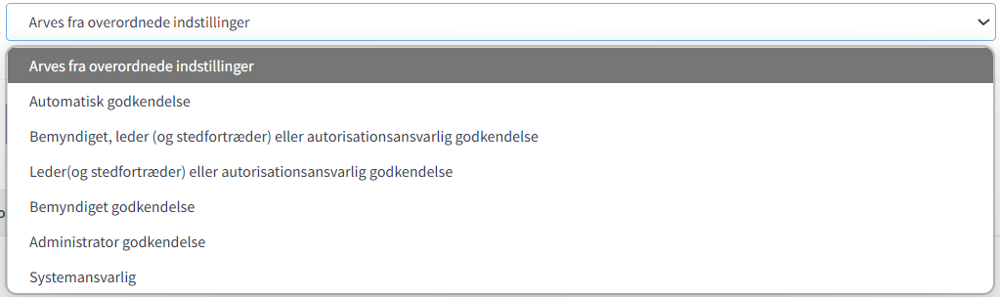 Arves fra overordnede indstillinger
Arves fra overordnede indstillinger
Automatisk godkendelse
Bemyndiget, leder (og stedfortræder) eller autorisationsansvarlig godkendelse
Leder(og stedfortræder) eller autorisationsansvarlig godkendelse
Bemyndiget godkendelse
Administrator godkendelse
Systemansvarlig